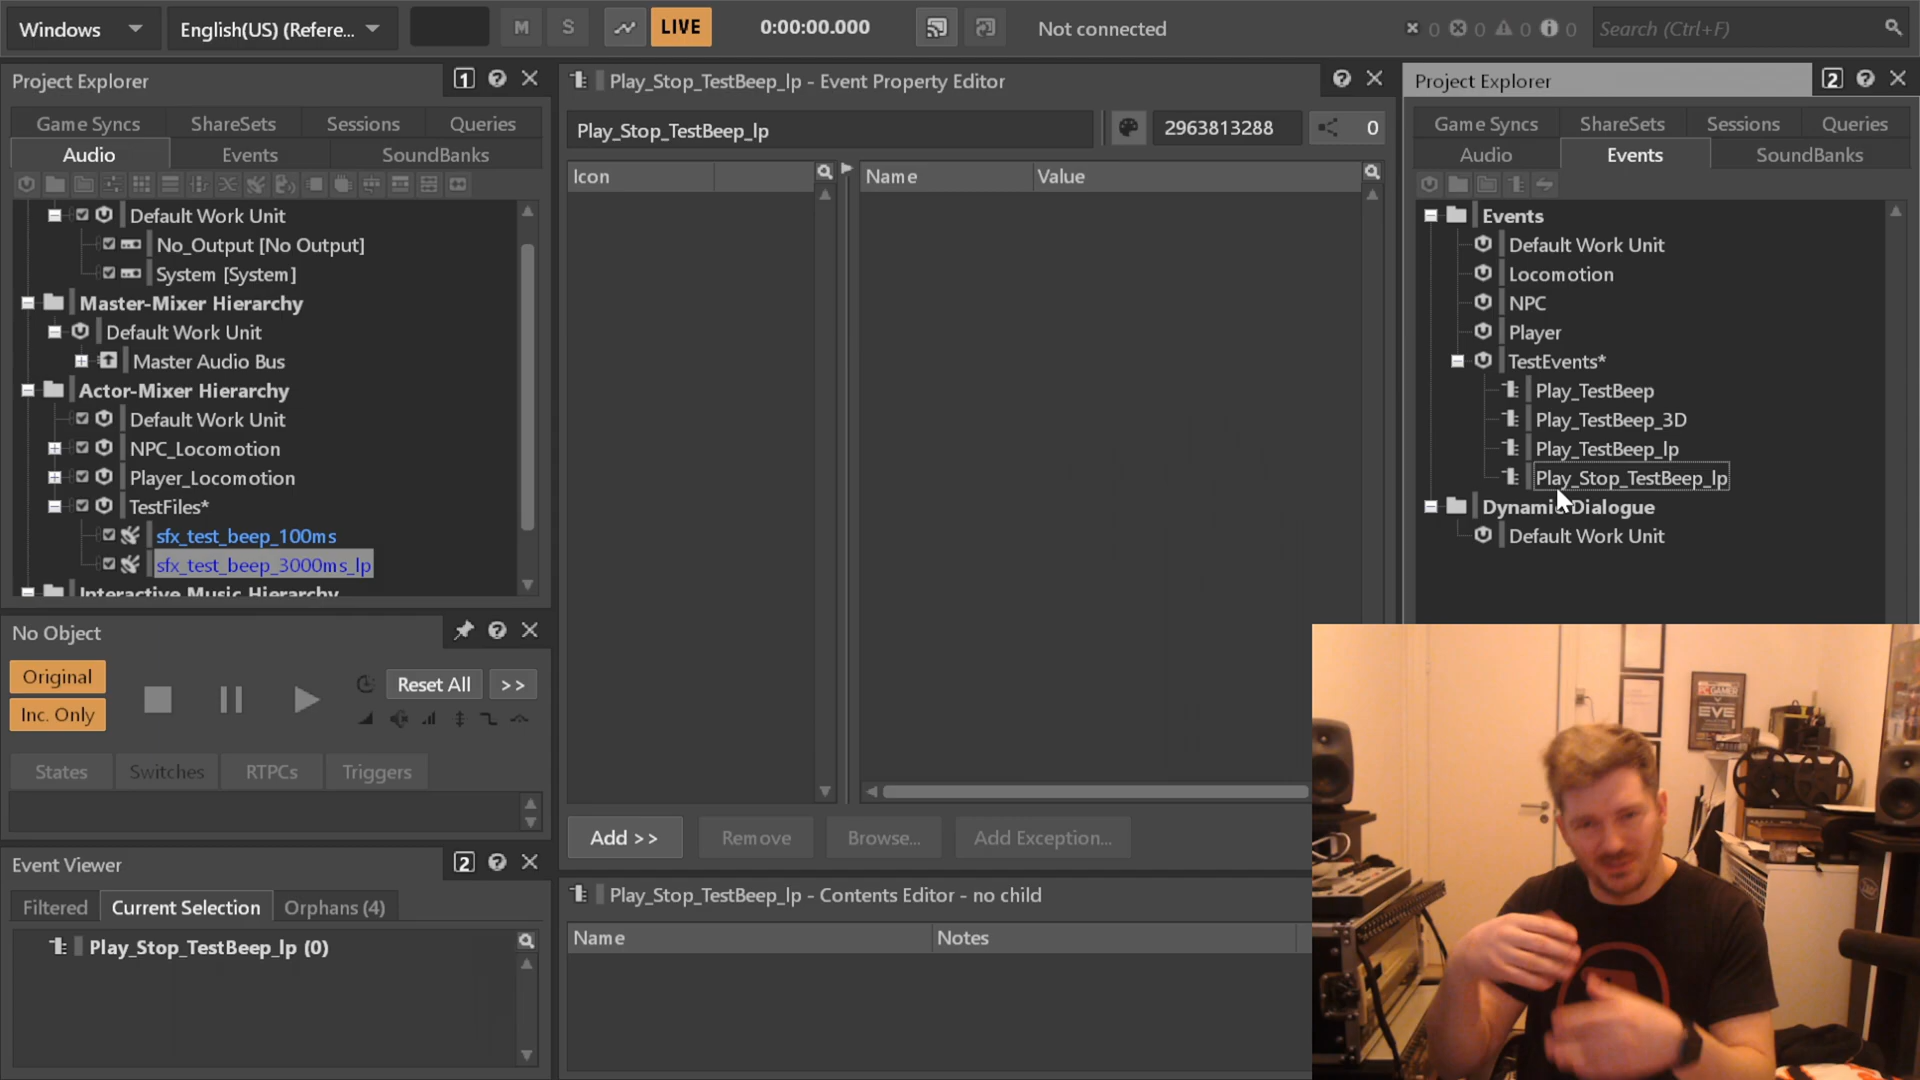 Windows
English(US) (Refere...
M
S
LIVE
0:00:00.000
Not connected
0
0
0
0
Search (Ctrl+F)
Project Explorer
1
Game Syncs
ShareSets
Sessions
Queries
Audio
Events
SoundBanks
Default Work Unit
No_Output [No Output]
System [System]
Master-Mixer Hierarchy
Default Work Unit
Master Audio Bus
Actor-Mixer Hierarchy
Default Work Unit
NPC_Locomotion
Player_Locomotion
TestFiles*
sfx_test_beep_100ms
sfx_test_beep_3000ms_lp
Interactive Music Hierarchy
No Object
Original
Inc. Only
Reset All
>>
States
Switches
RTPCs
Triggers
Event Viewer
2
Filtered
Current Selection
Orphans (4)
Play_Stop_TestBeep_lp (0)
Play_Stop_TestBeep_lp - Event Property Editor
Play_Stop_TestBeep_lp
2963813288
0
Icon
Name
Value
Add >>
Remove
Browse...
Add Exception...
Play_Stop_TestBeep_lp - Contents Editor - no child
Name
Notes
Project Explorer
2
Game Syncs
ShareSets
Sessions
Queries
Audio
Events
SoundBanks
Events
Default Work Unit
Locomotion
NPC
Player
TestEvents*
Play_TestBeep
Play_TestBeep_3D
Play_TestBeep_lp
Play_Stop_TestBeep_lp
Dynamic Dialogue
Default Work Unit
GAMER
EVE